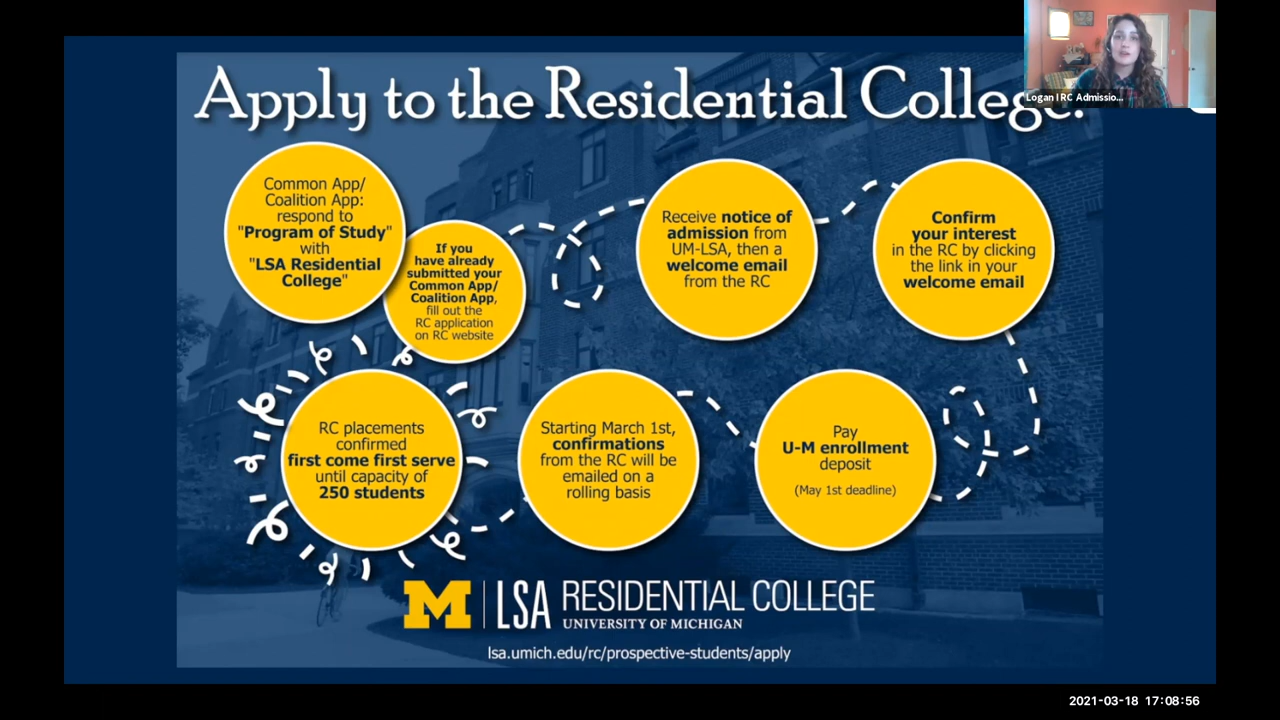 Apply to the Residential College!
Logan I RC Admissio...
Common App/
Coalition App:
respond to
"Program of Study"
with
"LSA Residential
College"
If you
have already
submitted your
Common App/
Coalition App,
fill out the
RC application
on RC website
Receive notice of
admission from
UM-LSA, then a
welcome email
from the RC
Confirm
your interest
in the RC by clicking
the link in your
welcome email
Pay
U-M enrollment
deposit
(May 1st deadline)
Starting March 1st,
confirmations
from the RC will be
emailed on a
rolling basis
RC placements
confirmed
first come first serve
until capacity of
250 students
M LSA RESIDENTIAL COLLEGE
UNIVERSITY OF MICHIGAN
lsa.umich.edu/rc/prospective-students/apply
2021-03-18 17:08:56